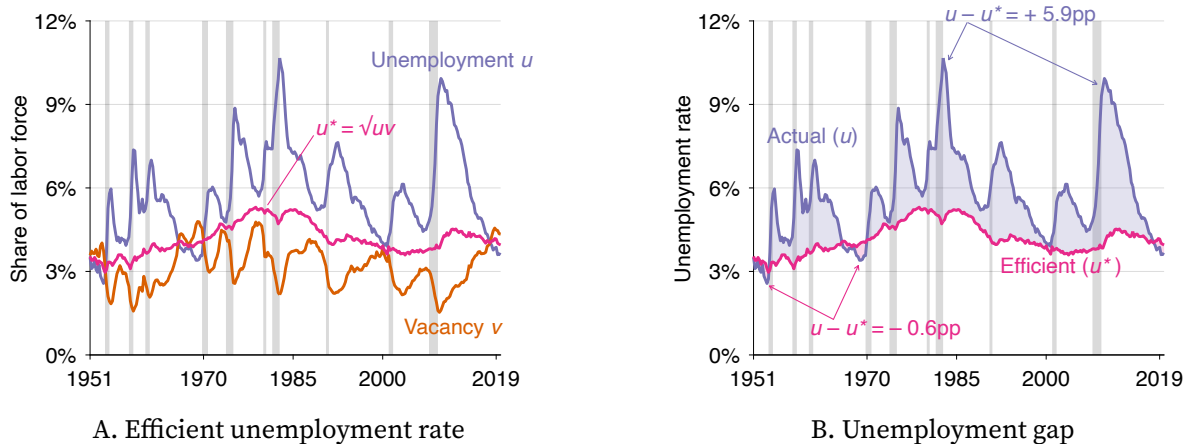 12%
9%
6%
3%
0%
Share of labor force
Unemployment u
u* = √uv
Vacancy v
1951 1970 1985 2000 2019
A. Efficient unemployment rate
12%
9%
6%
3%
0%
Unemployment rate
u – u* = + 5.9pp
Actual (u)
Efficient (u*)
u – u* = – 0.6pp
1951 1970 1985 2000 2019
B. Unemployment gap